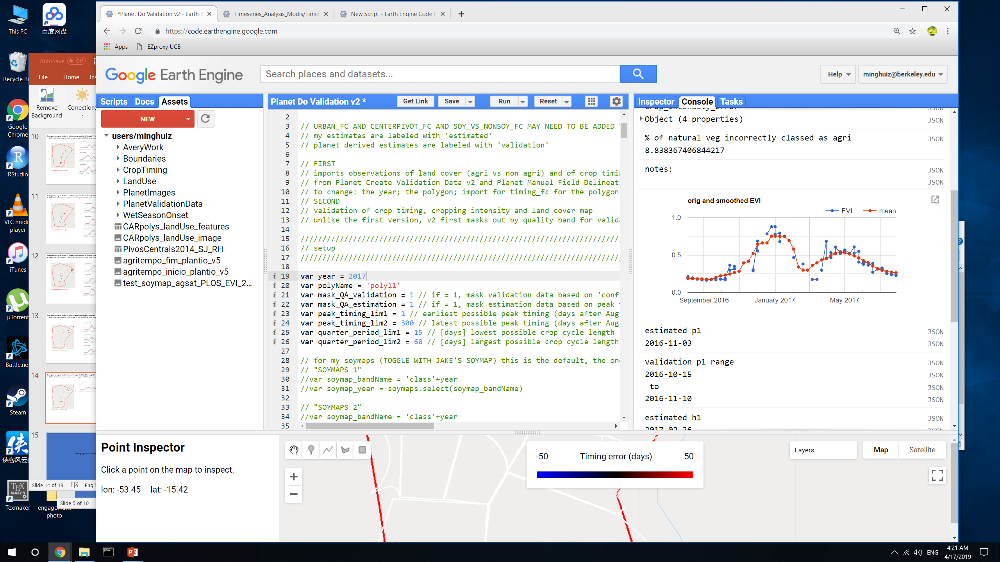 This PC
百度网盘
Recycle Bi
Google
Chrome
RStudio
VLC medi
player
iTunes
µTorrent
Battle.ne
Steam
Texmaker
engagement
photo
AutoSave Off
File Home Ins
Remove
Background
Corrections
10
11
12
13
14
15
Slide 14 of 18 Engli
Slide 5 of 10
*Planet Do Validation v2 - Earth E
Timeseries_Analysis_Modis/Times
New Script - Earth Engine Code E
https://code.earthengine.google.com
Apps EZproxy UCB
Google Earth Engine
Search places and datasets...
Help
minghuiz@berkeley.edu
Scripts Docs Assets
NEW
users/minghuiz
AveryWork
Boundaries
CropTiming
LandUse
PlanetImages
PlanetValidationData
WetSeasonOnset
CARpolys_landUse_features
CARpolys_landUse_image
PivosCentrais2014_SJ_RH
agritempo_fim_plantio_v5
agritempo_inicio_plantio_v5
test_soymap_agsat_PLOS_EVI_2...
Planet Do Validation v2 *
Get Link Save Run Reset
2
3 // URBAN_FC AND CENTERPIVOT_FC AND SOY_VS_NONSOY_FC MAY NEED TO BE ADDED
4 // my estimates are labeled with 'estimated'
5 // planet derived estimates are labeled with 'validation'
6
7 // FIRST
8 // imports observations of land cover (agri vs non agri) and of crop timin
9 // from Planet Create Validation Data v2 and Planet Manual Field Delineati
10 // to change: the year; the polygon; import for timing_fc for the polygon
11 // SECOND
12 // validation of crop timing, cropping intensity and land cover map
13 // unlike the first version, v2 first masks out by quality band for valida
14
15 //////////////////////////////////////////////////////////////////////////
16 // setup
17 //////////////////////////////////////////////////////////////////////////
18
19 var year = 2017
20 var polyName = 'poly11'
21 var mask_QA_validation = 1 // if = 1, mask validation data based on 'conf
22 var mask_QA_estimation = 1 // if = 1, mask estimation data based on peak
23 var peak_timing_lim1 = 1 // earliest possible peak timing (days after Aug
24 var peak_timing_lim2 = 300 // latest possible peak timing (days after Aug
25 var quarter_period_lim1 = 15 // [days] lowest possible crop cycle length
26 var quarter_period_lim2 = 60 // [days] largest possible crop cycle length
27
28 // for my soymaps (TOGGLE WITH JAKE'S SOYMAP) this is the default, the on
29 // "SOYMAPS 1"
30 //var soymap_bandName = 'class'+year
31 //var soymap_year = soymaps.select(soymap_bandName)
32
33 // "SOYMAPS 2"
34 //var soymap_bandName = 'class'+year
35
Inspector Console Tasks
crop_intensity_error JSON
Object (4 properties) JSON
% of natural veg incorrectly classed as agri JSON
8.838367406844217
notes: JSON
JSON
orig and smoothed EVI
EVI mean
1.0
0.5
0.0
September 2016 January 2017 May 2017
estimated p1 JSON
2016-11-03 JSON
validation p1 range JSON
2016-10-15 JSON
to JSON
2016-11-10 JSON
estimated h1 JSON
2017-02-26
Point Inspector
Click a point on the map to inspect.
lon: -53.45 lat: -15.42
-50 Timing error (days) 50
Layers
Map Satellite
ENG
4:21 AM
4/17/2019